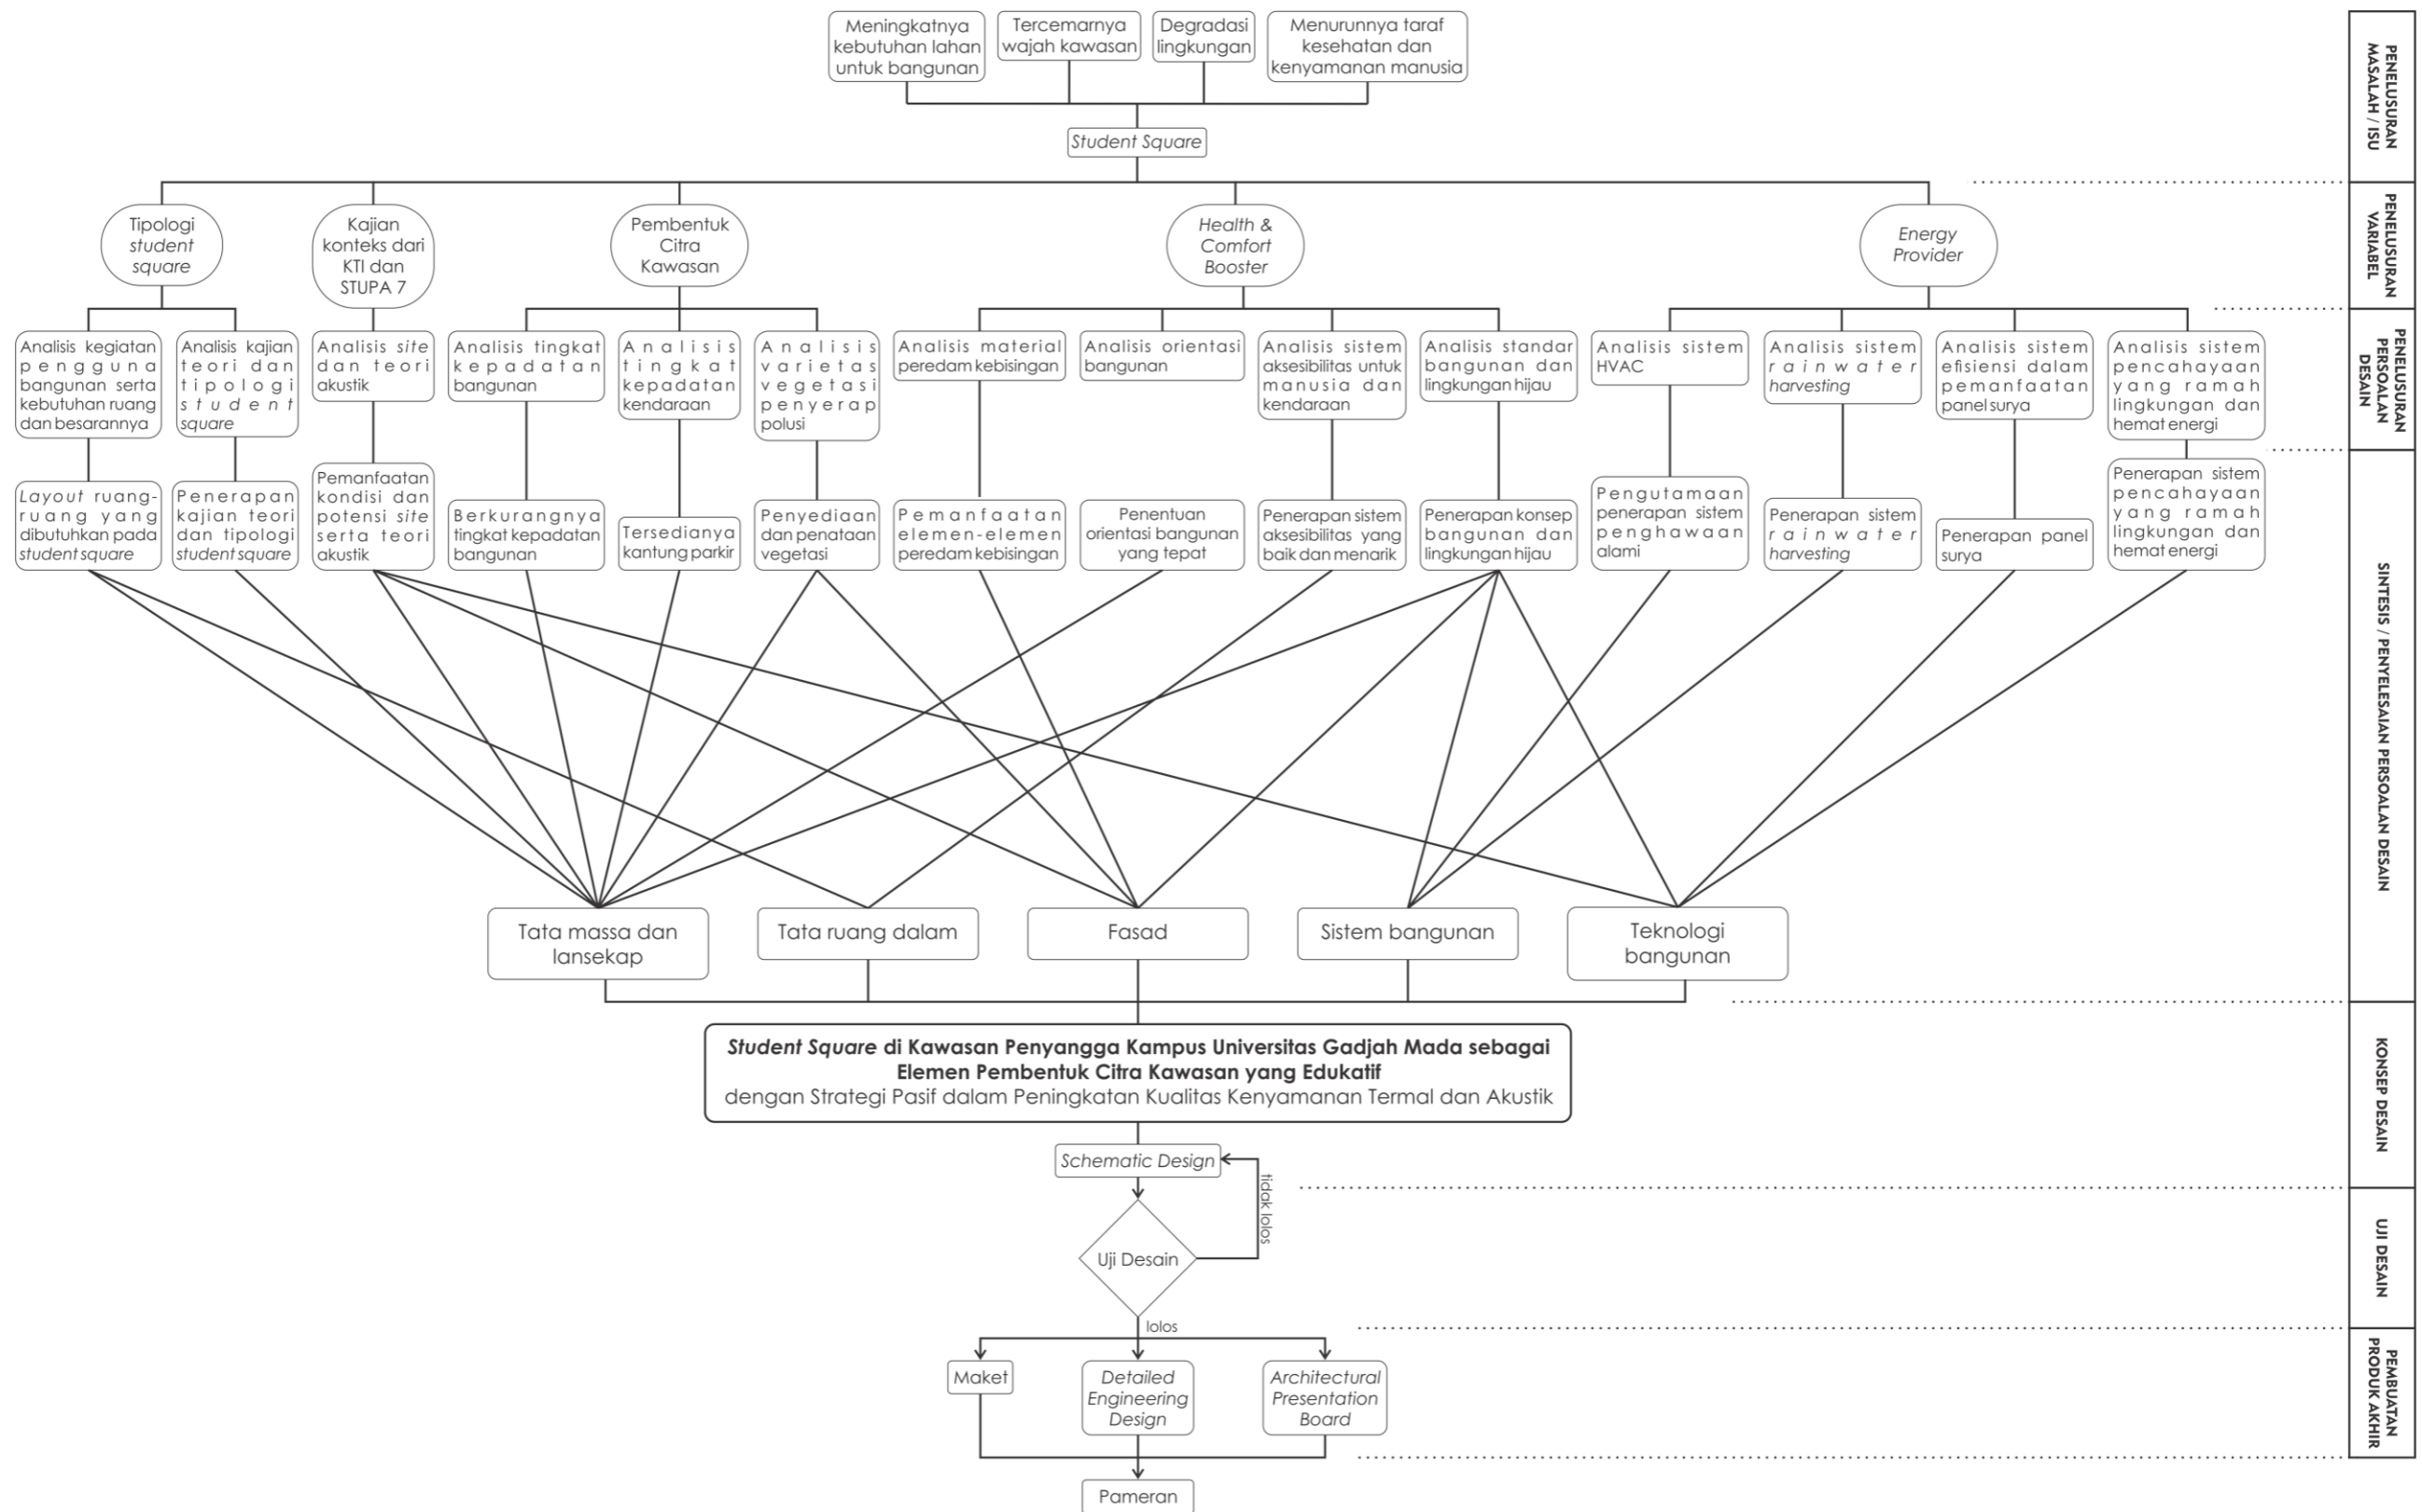 Meningkatnya
kebutuhan lahan
untuk bangunan
Tercemarnya
wajah kawasan
Degradasi
lingkungan
Menurunnya taraf
kesehatan dan
kenyamanan manusia
PENELUSURAN
MASALAH / ISU
Student Square
Tipologi
student
square
Kajian
konteks dari
KTI dan
STUPA 7
Pembentuk
Citra
Kawasan
Health &
Comfort
Booster
Energy
Provider
PENELUSURAN
VARIABEL
Analisis kegiatan
pengguna
bangunan serta
kebutuhan ruang
dan besarannya
Analisis kajian
teori dan
tipologi
student
square
Analisis site
dan teori
akustik
Analisis tingkat
kepadatan
bangunan
Analisis
tingkat
kepadatan
kendaraan
Analisis
varietas
vegetasi
penyerap
polusi
Analisis material
peredam kebisingan
Analisis orientasi
bangunan
Analisis sistem
aksesibilitas untuk
manusia dan
kendaraan
Analisis standar
bangunan dan
lingkungan hijau
Analisis sistem
HVAC
Analisis sistem
rainwater
harvesting
Analisis sistem
efisiensi dalam
pemanfaatan
panel surya
Analisis sistem
pencahayaan
yang ramah
lingkungan dan
hemat energi
PENELUSURAN
PERSOALAN
DESAIN
Layout ruang-
ruang yang
dibutuhkan pada
student square
Penerapan
kajian teori
dan tipologi
student square
Pemanfaatan
kondisi dan
potensi site
serta teori
akustik
Berkurangnya
tingkat kepadatan
bangunan
Tersedianya
kantung parkir
Penyediaan
dan penataan
vegetasi
Pemanfaatan
elemen-elemen
peredam kebisingan
Penentuan
orientasi bangunan
yang tepat
Penerapan sistem
aksesibilitas yang
baik dan menarik
Penerapan konsep
bangunan dan
lingkungan hijau
Pengutamaan
penerapan sistem
penghawaan
alami
Penerapan sistem
rainwater
harvesting
Penerapan panel
surya
Penerapan sistem
pencahayaan
yang ramah
lingkungan dan
hemat energi
SINTESIS / PENYELESAIAN PERSOALAN DESAIN
Tata massa dan
lansekap
Tata ruang dalam
Fasad
Sistem bangunan
Teknologi
bangunan
Student Square di Kawasan Penyangga Kampus Universitas Gadjah Mada sebagai
Elemen Pembentuk Citra Kawasan yang Edukatif
dengan Strategi Pasif dalam Peningkatan Kualitas Kenyamanan Termal dan Akustik
KONSEP DESAIN
Schematic Design
tidak lolos
Uji Desain
UJI DESAIN
lolos
Maket
Detailed
Engineering
Design
Architectural
Presentation
Board
PEMBUATAN
PRODUK AKHIR
Pameran